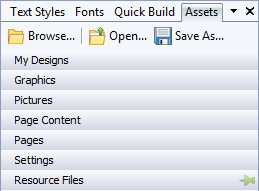 Text Styles Fonts Quick Build Assets
Browse... Open... Save As...
My Designs
Graphics
Pictures
Page Content
Pages
Settings
Resource Files